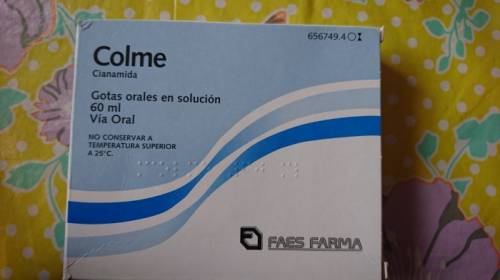 656749.4
Colme
Cianamida
Gotas orales en solución
60 ml
Vía Oral
NO CONSERVAR A
TEMPERATURA SUPERIOR
A 25°C.
FAES FARMA